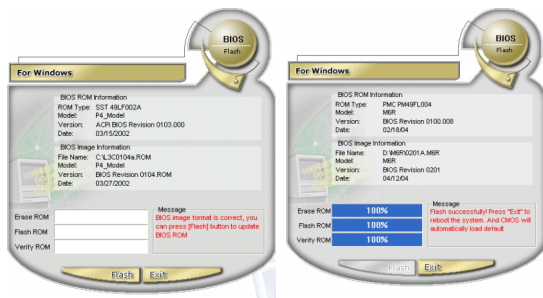 BIOS
Flash
For Windows
BIOS ROM Information
ROM Type: SST 49LF002A
Model: P4_Model
Version: ACPI BIOS Revision 0103.000
Date: 03/15/2002
BIOS Image Information
File Name: C:\L3C0104a.ROM
Model: P4_Model
Version: BIOS Revision 0104.ROM
Date: 03/27/2002
Erase ROM
Flash ROM
Verify ROM
Message
BIOS image format is correct, you
can press [Flash] button to update
BIOS ROM
Flash Exit
BIOS
Flash
For Windows
BIOS ROM Information
ROM Type: PMC PM49FL004
Model: M6R
Version: BIOS Revision 0100.008
Date: 02/18/04
BIOS Image Information
File Name: D:\M6R\0201A.M6R
Model: M6R
Version: BIOS Revision 0201
Date: 04/12/04
Erase ROM 100%
Flash ROM 100%
Verify ROM 100%
Message
Flash successfully! Press "Exit" to
reboot the system. And CMOS will
automatically load default
Flash Exit